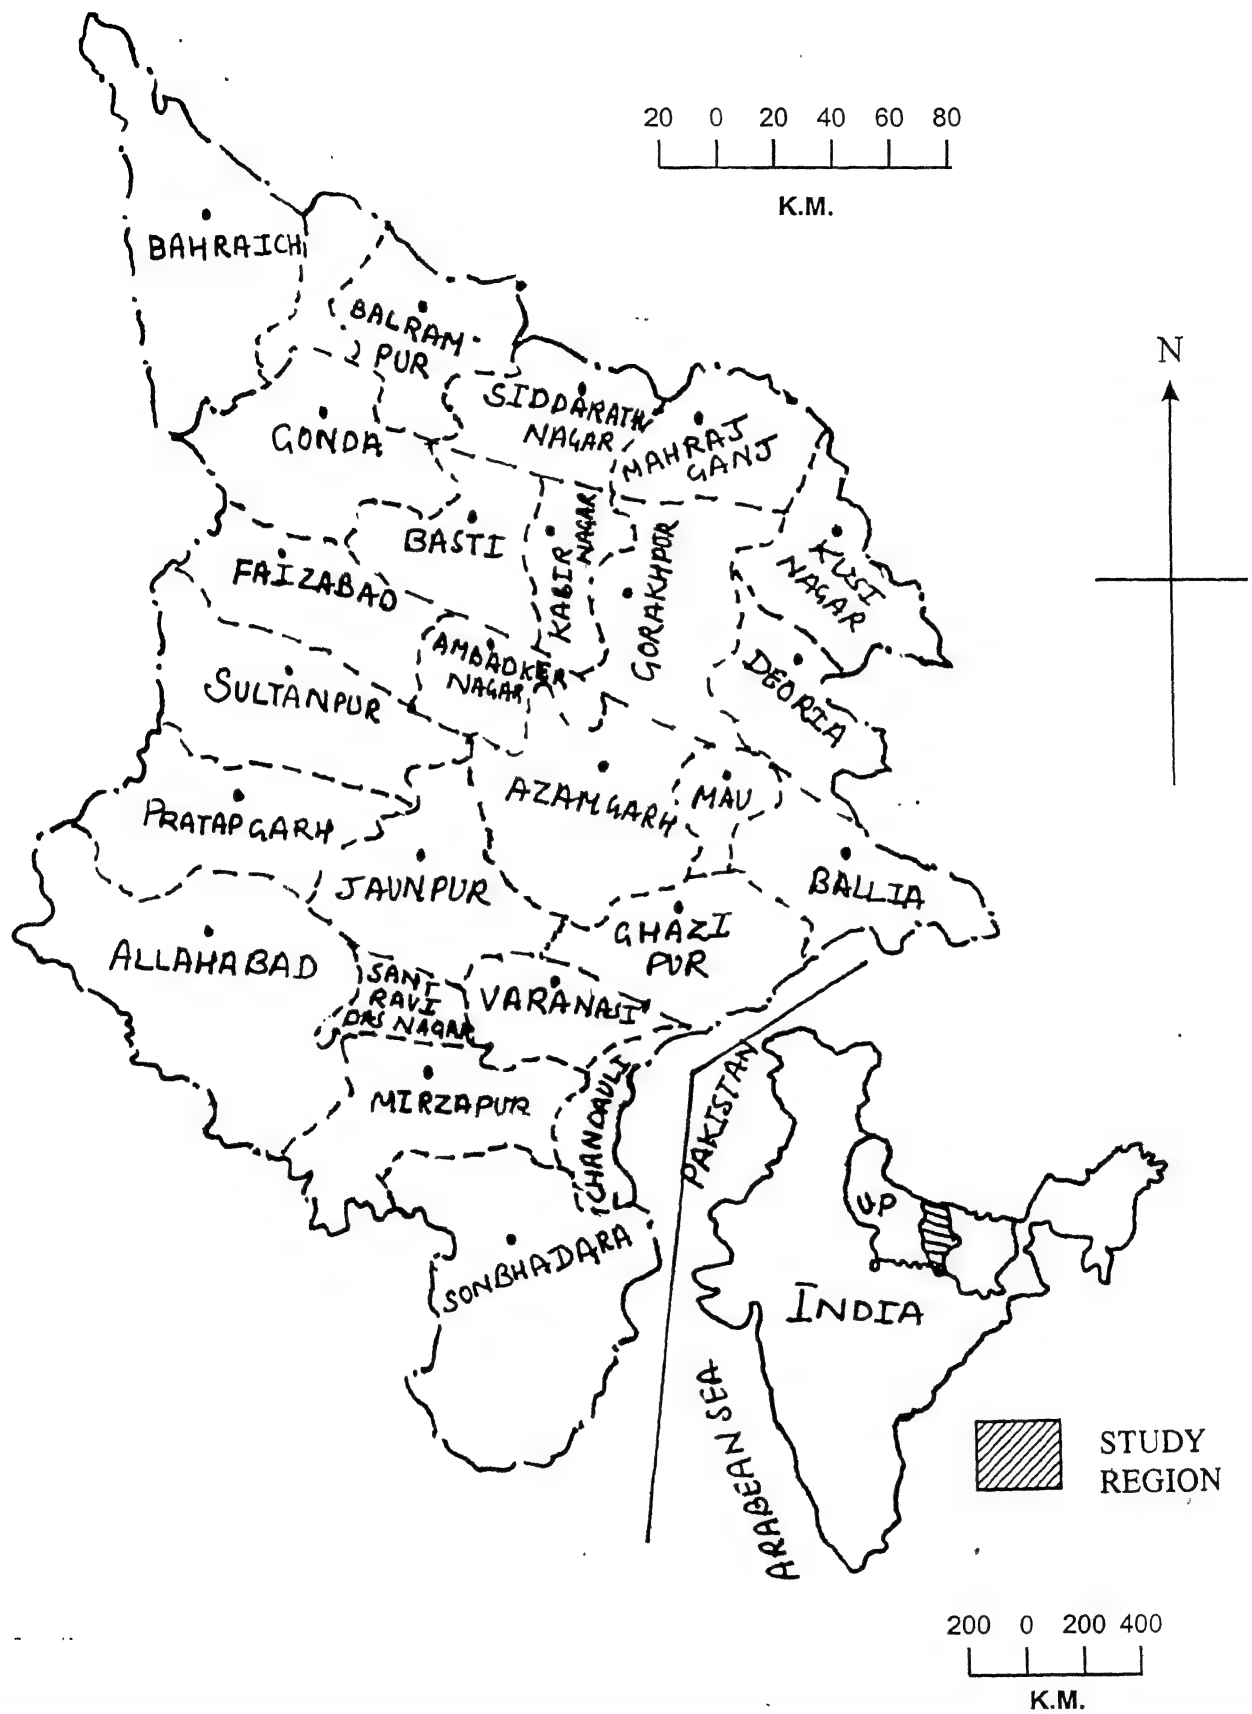 20 0 20 40 60 80
K.M.
BAHRAICH
BALRAM
PUR
N
SIDDARATH
NAGAR
GONDA
MAHRAJ
GANJ
BASTI
KABIR
NAGAR
GORAKHPUR
KUSI
NAGAR
FAIZABAD
AMBADKER
NAGAR
DEORIA
SULTANPUR
AZAMGARH
MAU
PRATAPGARH
JAUNPUR
BALLIA
GHAZI
PUR
ALLAHABAD
SANT
RAVI
DAS NAGAR
VARANASI
MIRZAPUR
CHANDAULI
PAKISTAN
UP
SONBHADARA
INDIA
ARABEAN SEA
STUDY
REGION
200 0 200 400
K.M.